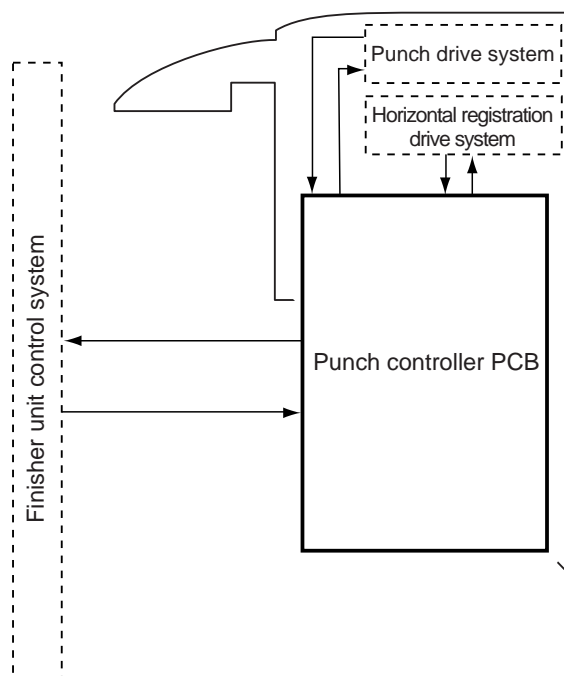 Punch drive system
Horizontal registration
drive system
Punch controller PCB
Finisher unit control system